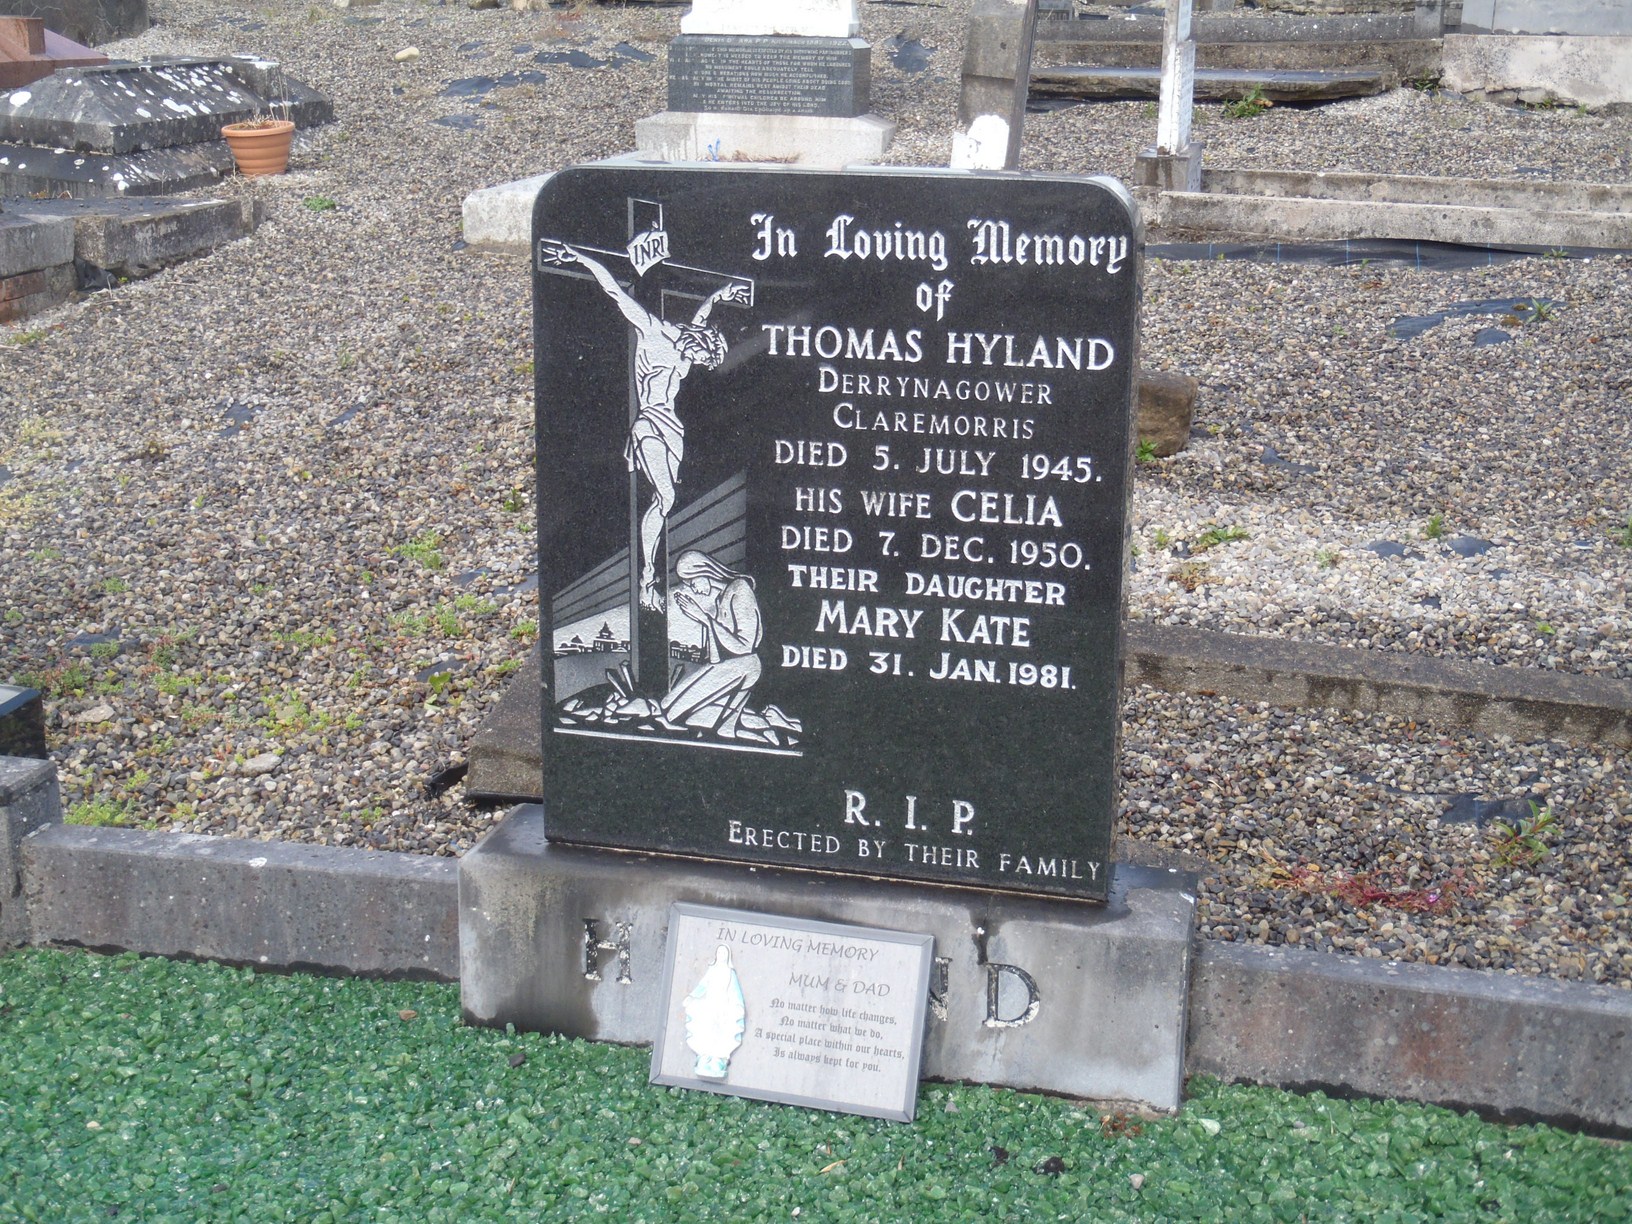 INRI
In Loving Memory
of
THOMAS HYLAND
DERRYNAGOWER
CLAREMORRIS
DIED 5. JULY 1945.
HIS WIFE CELIA
DIED 7. DEC. 1950.
THEIR DAUGHTER
MARY KATE
DIED 31. JAN. 1981.
R. I. P.
ERECTED BY THEIR FAMILY
H ND
IN LOVING MEMORY
MUM & DAD
No matter how life changes,
No matter what we do,
A special place within our hearts,
Is always kept for you.